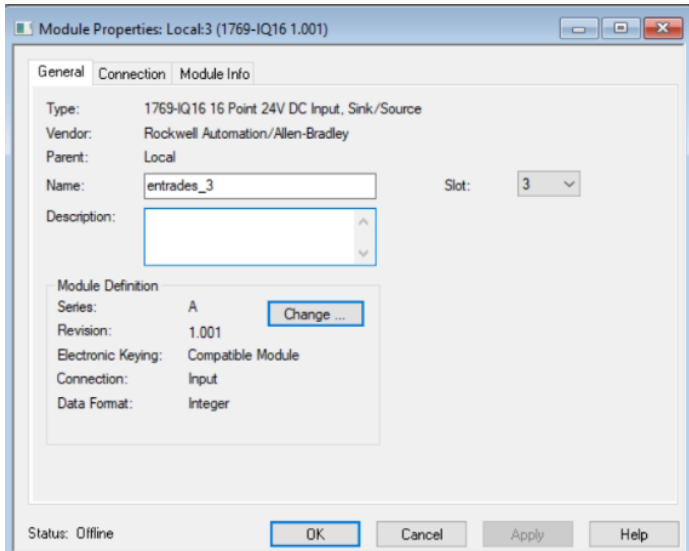 Module Properties: Local:3 (1769-IQ16 1.001)
General Connection Module Info
Type: 1769-IQ16 16 Point 24V DC Input, Sink/Source
Vendor: Rockwell Automation/Allen-Bradley
Parent: Local
Name: entrades_3 Slot: 3
Description:
Module Definition
Series: A Change ...
Revision: 1.001
Electronic Keying: Compatible Module
Connection: Input
Data Format: Integer
Status: Offline OK Cancel Apply Help